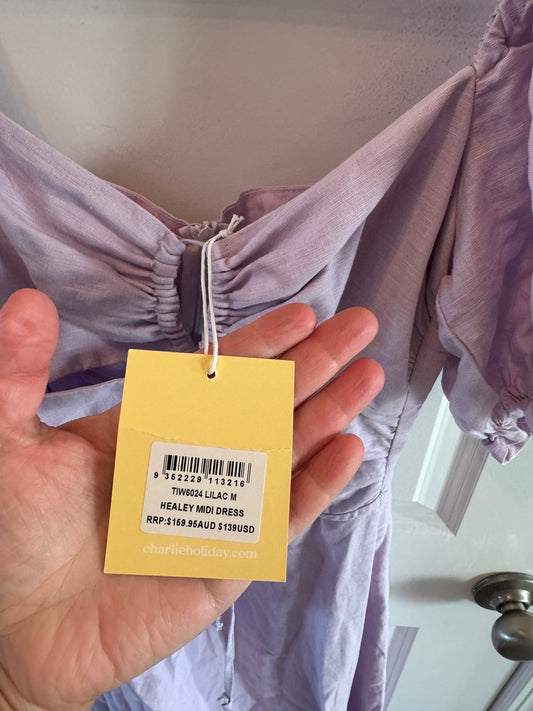 9 352229 113216
TIW6024 LILAC M
HEALEY MIDI DRESS
RRP:$159.95AUD $139USD
charlieholiday.com